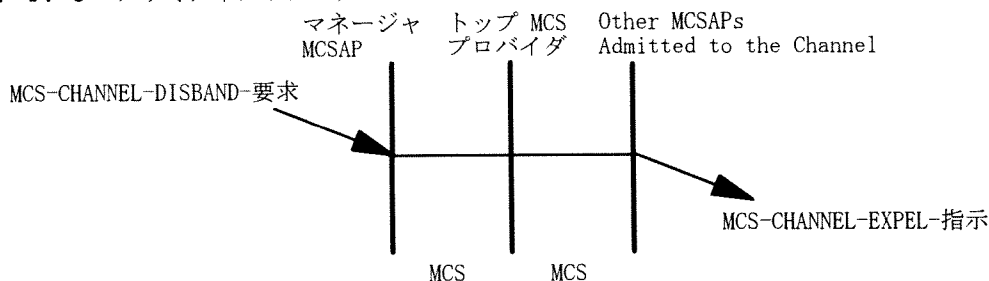 マネージャ トップ MCS Other MCSAPs
MCSAP プロバイダ Admitted to the Channel
MCS-CHANNEL-DISBAND-要求
MCS-CHANNEL-EXPEL-指示
MCS MCS